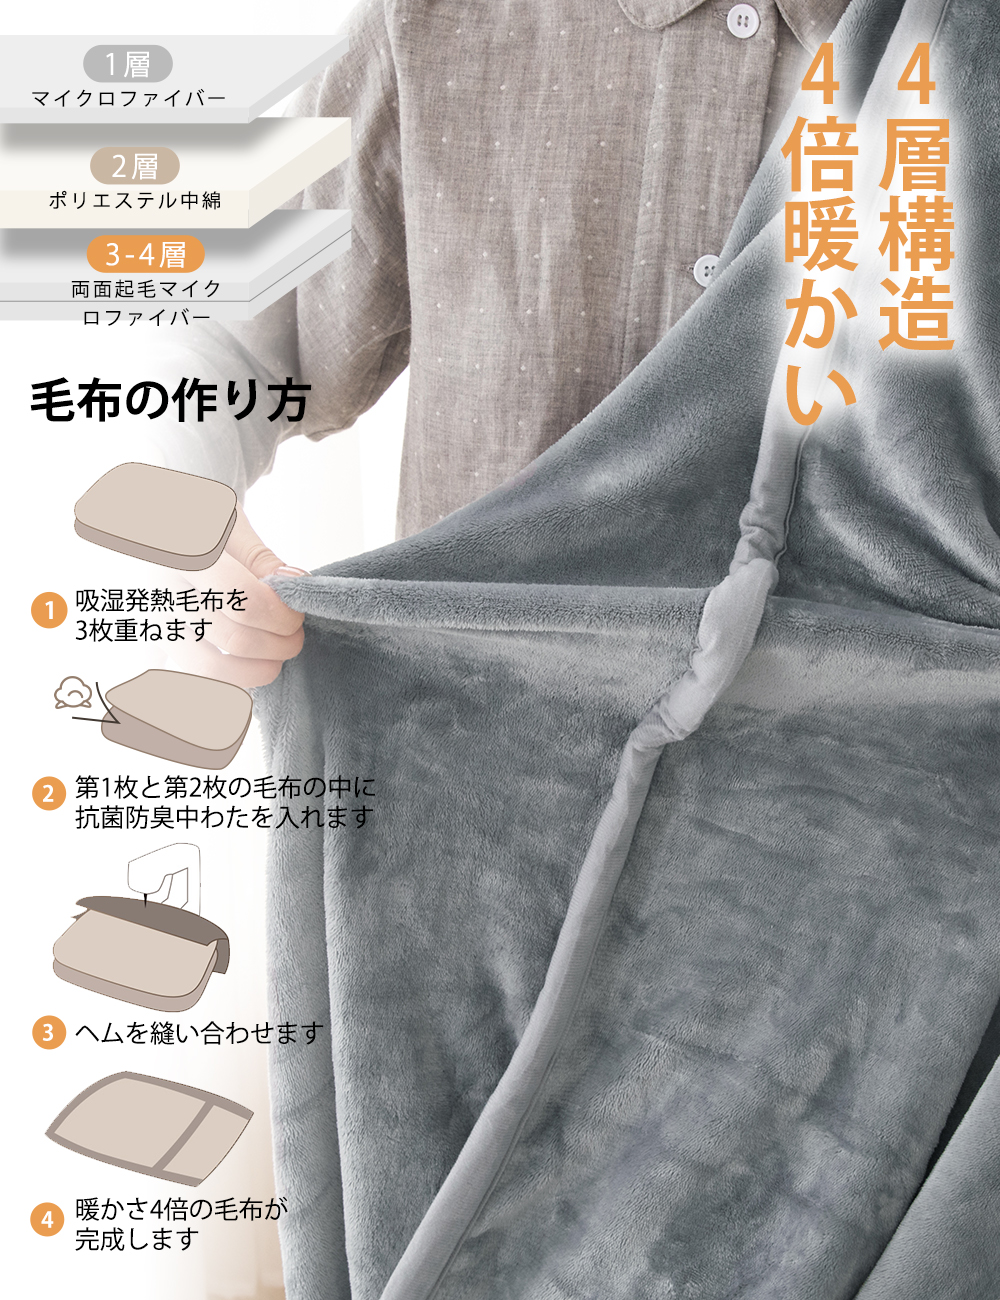 1層
マイクロファイバー
2層
ポリエステル中綿
3-4層
両面起毛マイク
ロファイバー
4層構造
4倍暖かい
毛布の作り方
1 吸湿発熱毛布を
3枚重ねます
2 第1枚と第2枚の毛布の中に
抗菌防臭中わたを入れます
3 ヘムを縫い合わせます
4 暖かさ4倍の毛布が
完成します